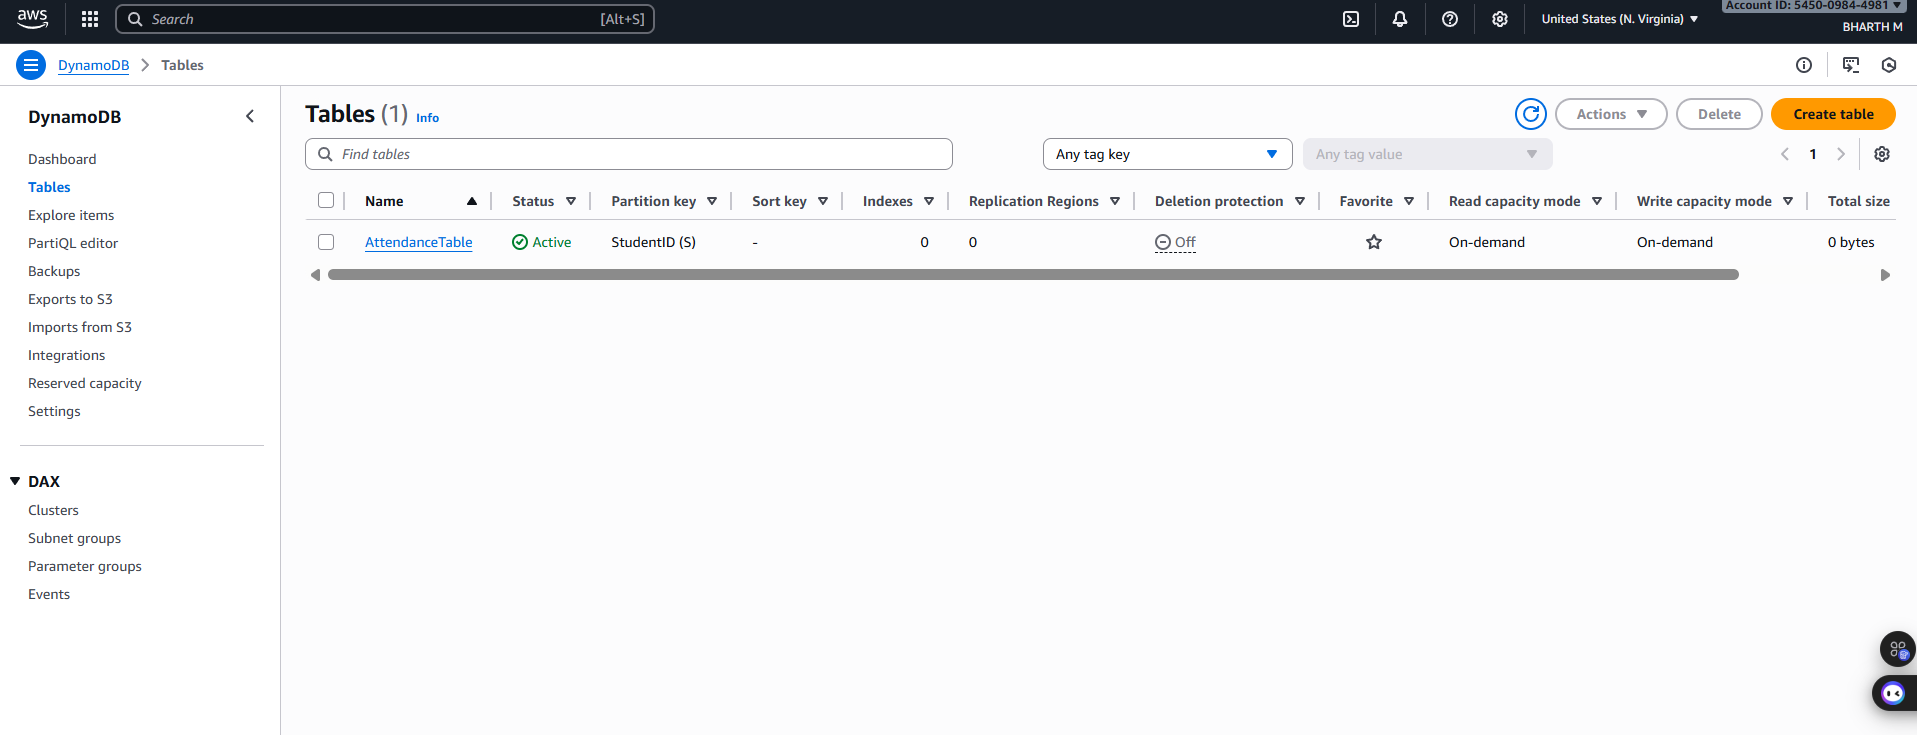 aws Search [Alt+S] United States (N. Virginia) Account ID: 5450-0984-4981
BHARTH M
DynamoDB Tables
DynamoDB
Dashboard
Tables
Explore items
PartiQL editor
Backups
Exports to S3
Imports from S3
Integrations
Reserved capacity
Settings
DAX
Clusters
Subnet groups
Parameter groups
Events
Tables (1) Info Actions Delete Create table
Find tables Any tag key Any tag value 1
Name Status Partition key Sort key Indexes Replication Regions Deletion protection Favorite Read capacity mode Write capacity mode Total size
AttendanceTable Active StudentID (S) - 0 0 Off On-demand On-demand 0 bytes